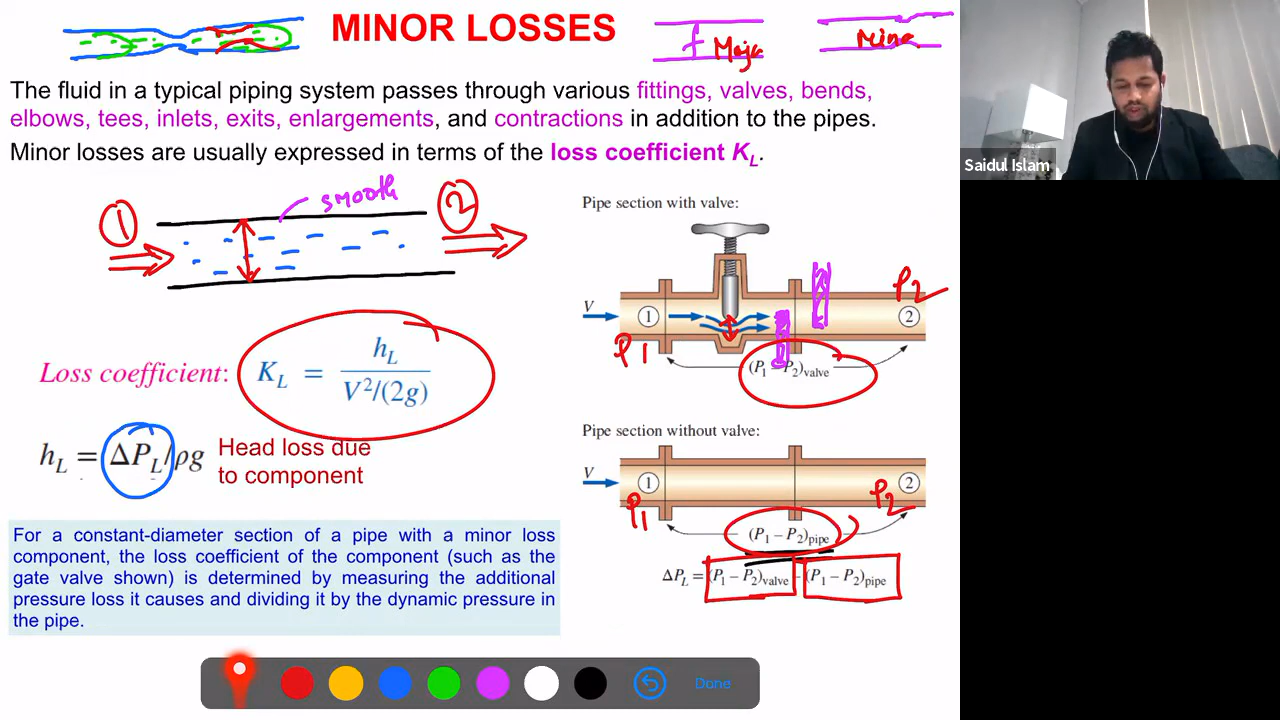 MINOR LOSSES
f Majo
Mino
The fluid in a typical piping system passes through various fittings, valves, bends,
elbows, tees, inlets, exits, enlargements, and contractions in addition to the pipes.
Minor losses are usually expressed in terms of the loss coefficient K_L.
Saidul Islam
smooth
1
2
Pipe section with valve:
P2
V
1
2
P1
(P₁ – P₂)valve
Loss coefficient: K_L = h_L / V²/(2g)
h_L = ΔP_L/ρg
Head loss due
to component
Pipe section without valve:
V
1
2
P1
P2
(P₁ – P₂)pipe
ΔP_L = (P₁ – P₂)valve – (P₁ – P₂)pipe
For a constant-diameter section of a pipe with a minor loss
component, the loss coefficient of the component (such as the
gate valve shown) is determined by measuring the additional
pressure loss it causes and dividing it by the dynamic pressure in
the pipe.
Done